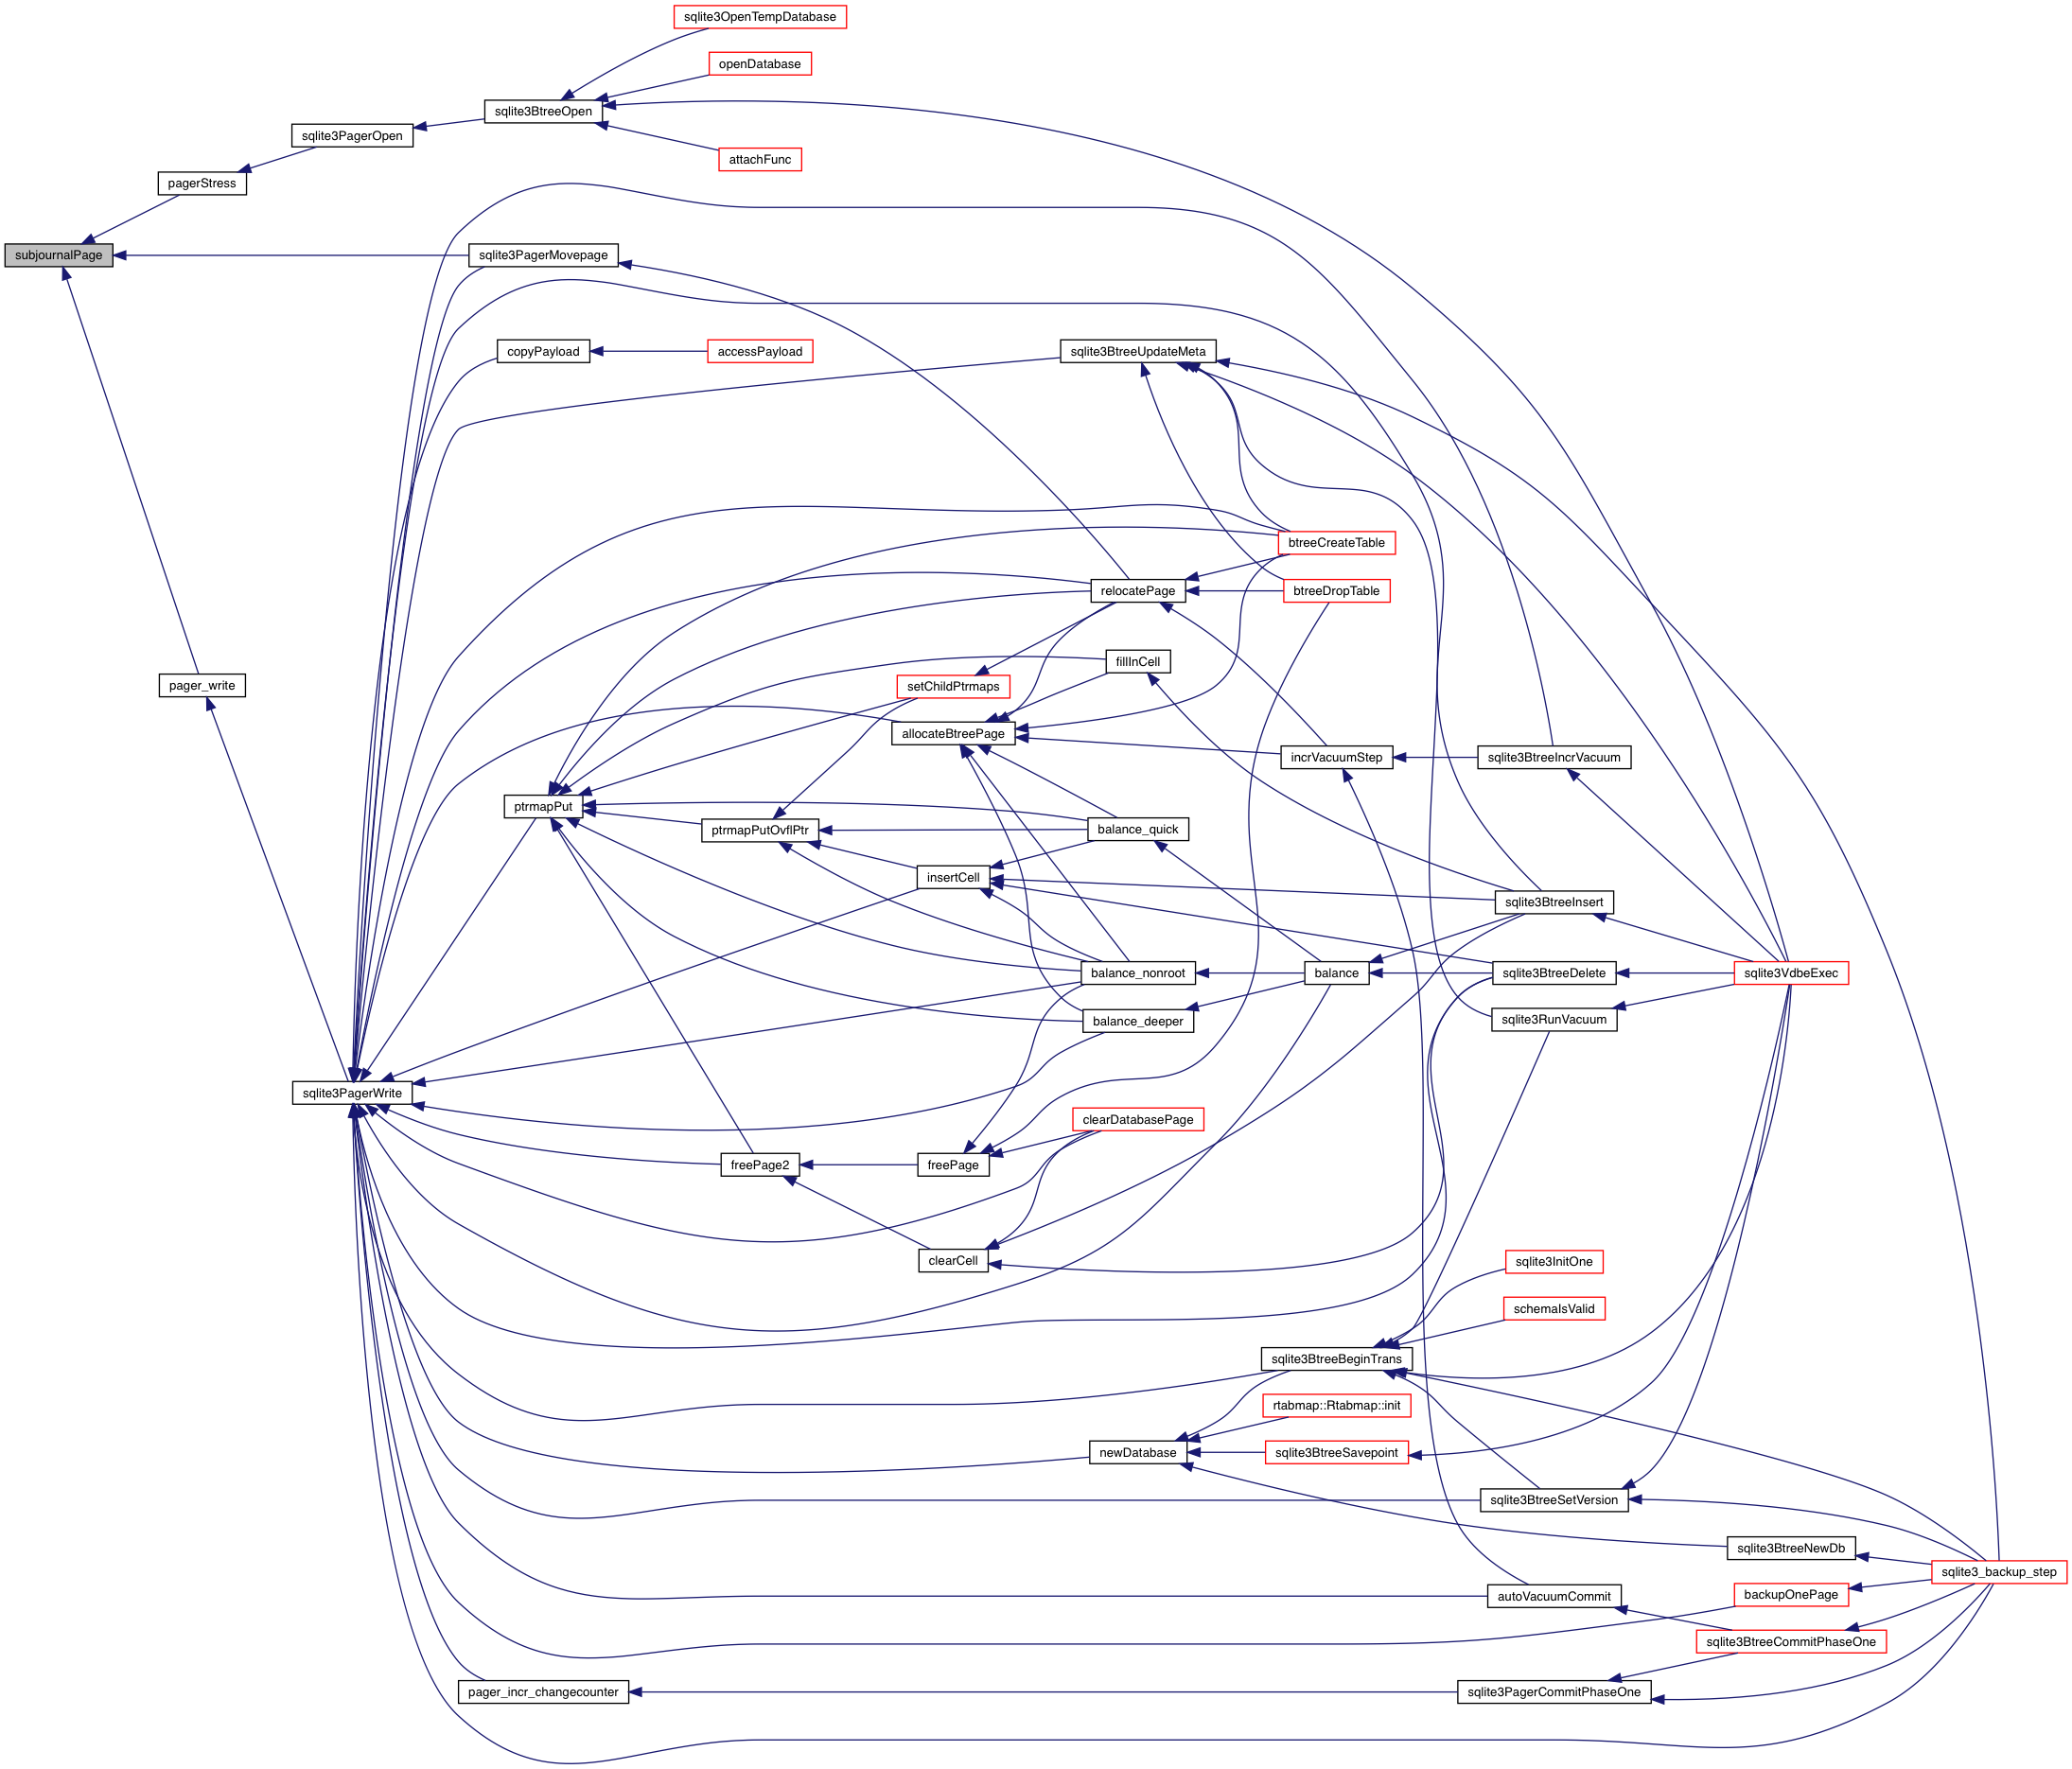 sqlite3OpenTempDatabase
openDatabase
sqlite3BtreeOpen
sqlite3PagerOpen
attachFunc
pagerStress
subjournalPage
sqlite3PagerMovepage
copyPayload
accessPayload
sqlite3BtreeUpdateMeta
btreeCreateTable
relocatePage
btreeDropTable
fillInCell
pager_write
setChildPtrmaps
allocateBtreePage
incrVacuumStep
sqlite3BtreeIncrVacuum
ptrmapPut
ptrmapPutOvflPtr
balance_quick
insertCell
sqlite3BtreeInsert
balance_nonroot
balance
sqlite3BtreeDelete
sqlite3VdbeExec
balance_deeper
sqlite3RunVacuum
sqlite3PagerWrite
clearDatabasePage
freePage2
freePage
clearCell
sqlite3InitOne
schemaIsValid
sqlite3BtreeBeginTrans
rtabmap::Rtabmap::init
newDatabase
sqlite3BtreeSavepoint
sqlite3BtreeSetVersion
sqlite3BtreeNewDb
sqlite3_backup_step
autoVacuumCommit
backupOnePage
sqlite3BtreeCommitPhaseOne
pager_incr_changecounter
sqlite3PagerCommitPhaseOne